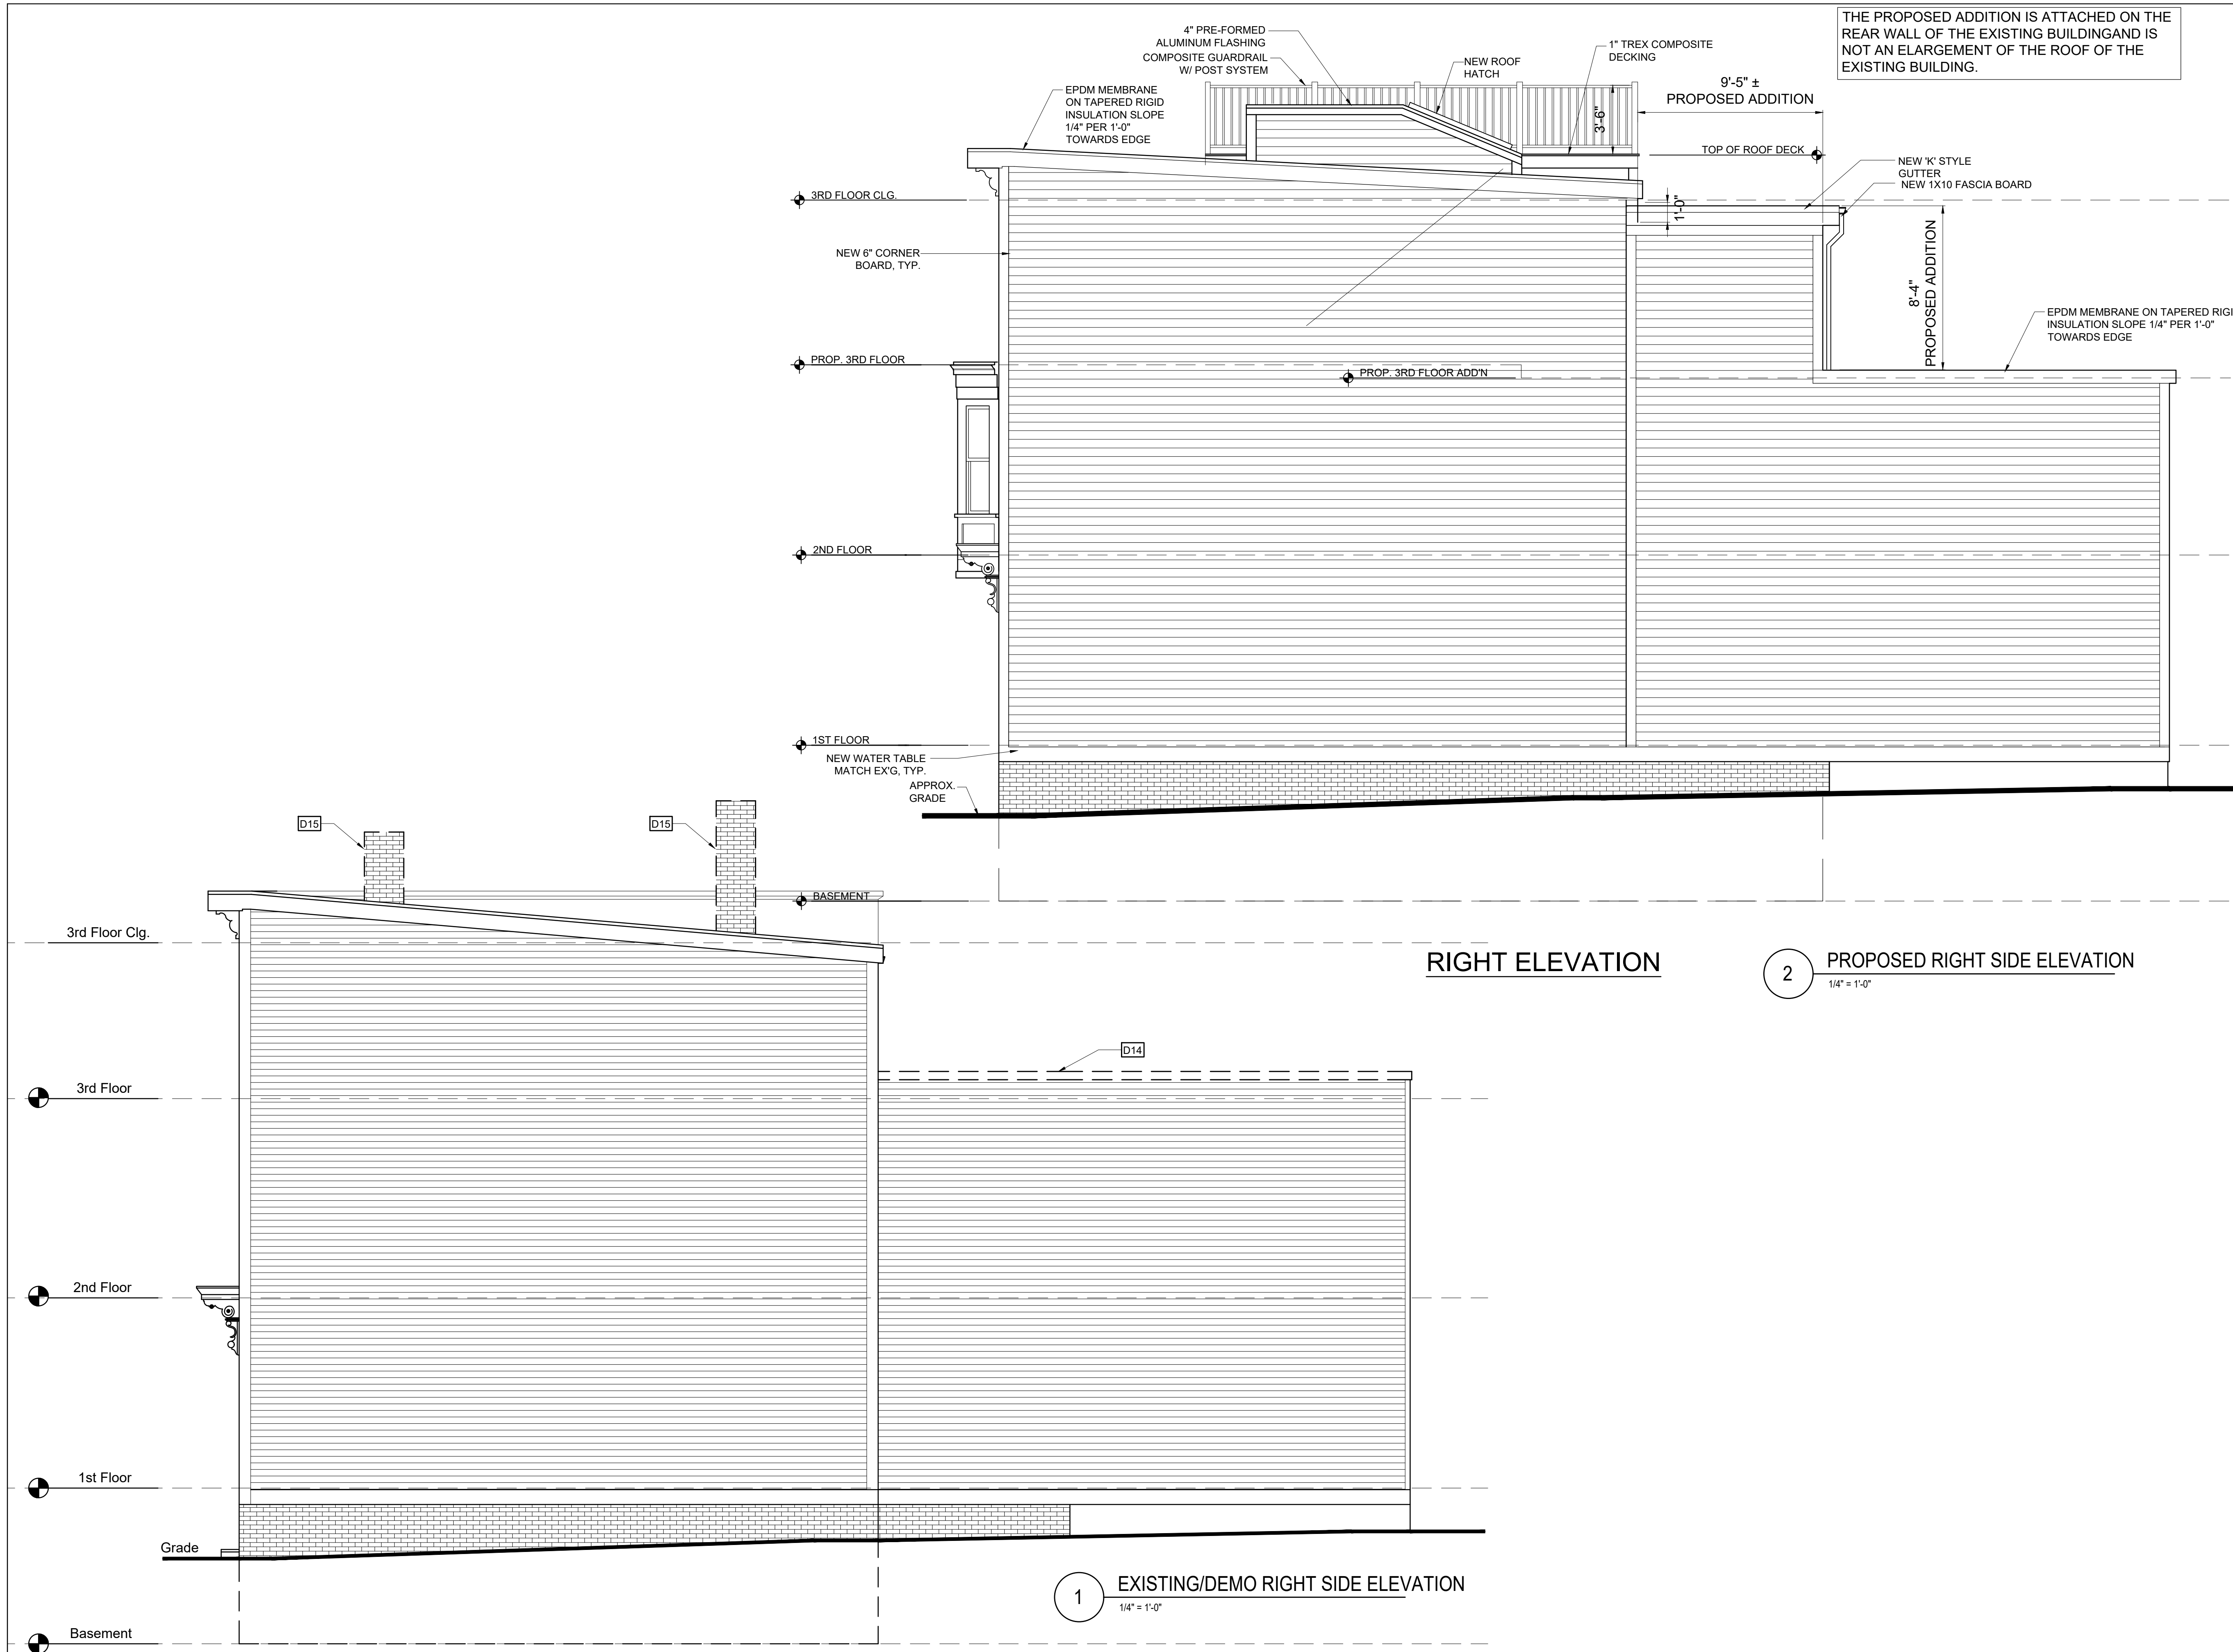 THE PROPOSED ADDITION IS ATTACHED ON THE
REAR WALL OF THE EXISTING BUILDINGAND IS
NOT AN ELARGEMENT OF THE ROOF OF THE
EXISTING BUILDING.
4" PRE-FORMED
ALUMINUM FLASHING
COMPOSITE GUARDRAIL
W/ POST SYSTEM
NEW ROOF
HATCH
1" TREX COMPOSITE
DECKING
9'-5" ±
PROPOSED ADDITION
EPDM MEMBRANE
ON TAPERED RIGID
INSULATION SLOPE
1/4" PER 1'-0"
TOWARDS EDGE
3'-6"
TOP OF ROOF DECK
NEW 'K' STYLE
GUTTER
NEW 1X10 FASCIA BOARD
3RD FLOOR CLG.
1'-0"
NEW 6" CORNER
BOARD, TYP.
8'-4"
PROPOSED ADDITION
EPDM MEMBRANE ON TAPERED RIGI
INSULATION SLOPE 1/4" PER 1'-0"
TOWARDS EDGE
PROP. 3RD FLOOR
PROP. 3RD FLOOR ADD'N
2ND FLOOR
1ST FLOOR
NEW WATER TABLE
MATCH EX'G, TYP.
APPROX.
GRADE
BASEMENT
RIGHT ELEVATION
2
PROPOSED RIGHT SIDE ELEVATION
1/4" = 1'-0"
D15
D15
3rd Floor Clg.
D14
3rd Floor
2nd Floor
1st Floor
Grade
Basement
1
EXISTING/DEMO RIGHT SIDE ELEVATION
1/4" = 1'-0"